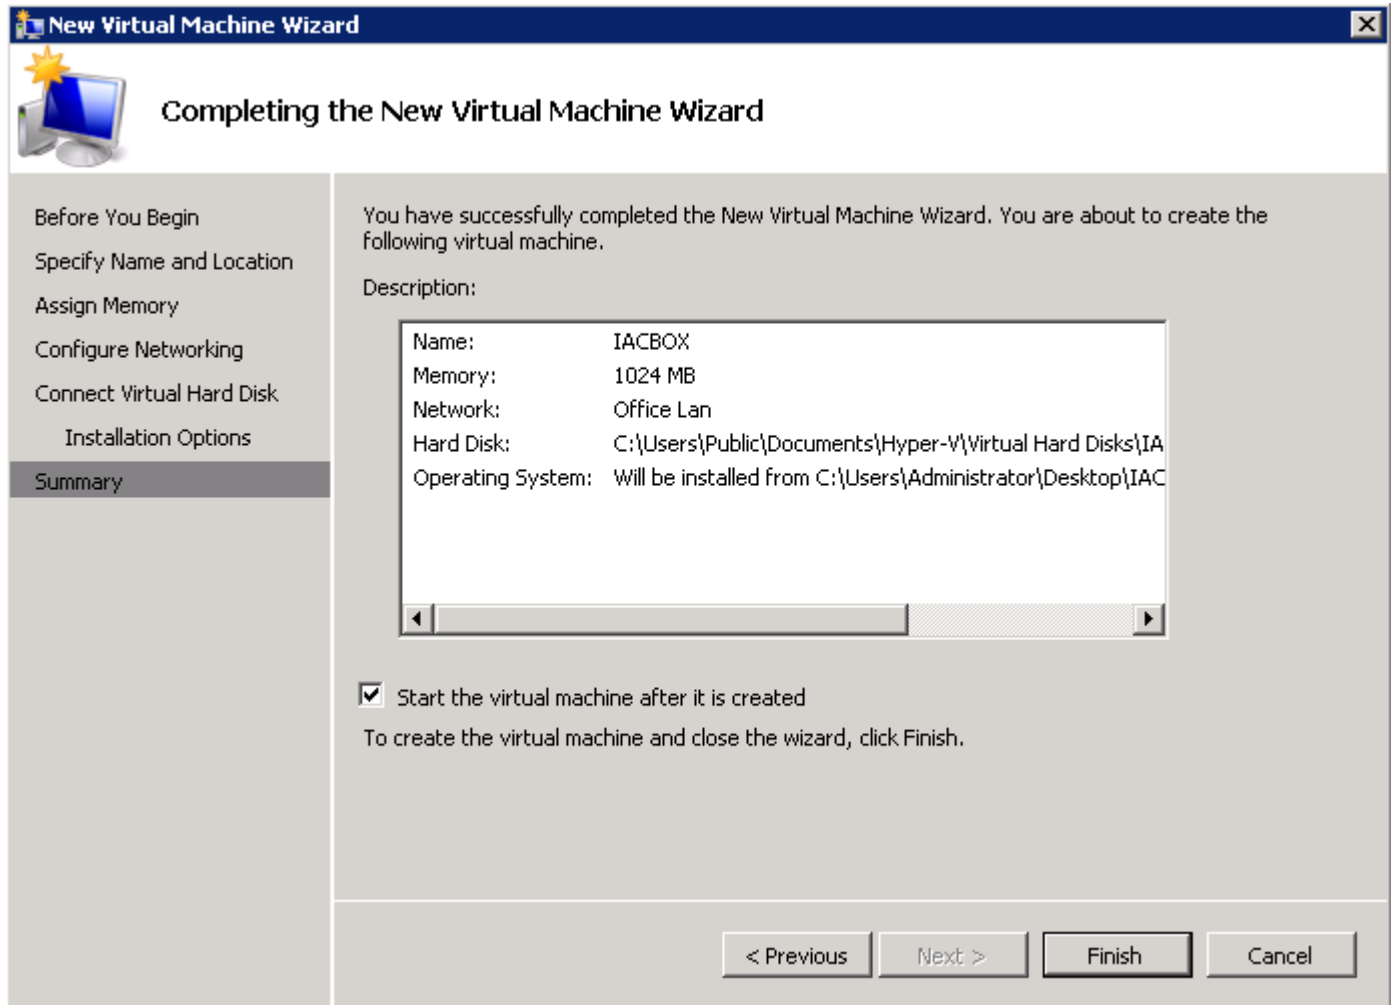 New Virtual Machine Wizard
Completing the New Virtual Machine Wizard
Before You Begin
Specify Name and Location
Assign Memory
Configure Networking
Connect Virtual Hard Disk
Installation Options
Summary
You have successfully completed the New Virtual Machine Wizard. You are about to create the
following virtual machine.
Description:
Name: IACBOX
Memory: 1024 MB
Network: Office Lan
Hard Disk: C:\Users\Public\Documents\Hyper-V\Virtual Hard Disks\IA
Operating System: Will be installed from C:\Users\Administrator\Desktop\IAC
Start the virtual machine after it is created
To create the virtual machine and close the wizard, click Finish.
< Previous Next > Finish Cancel